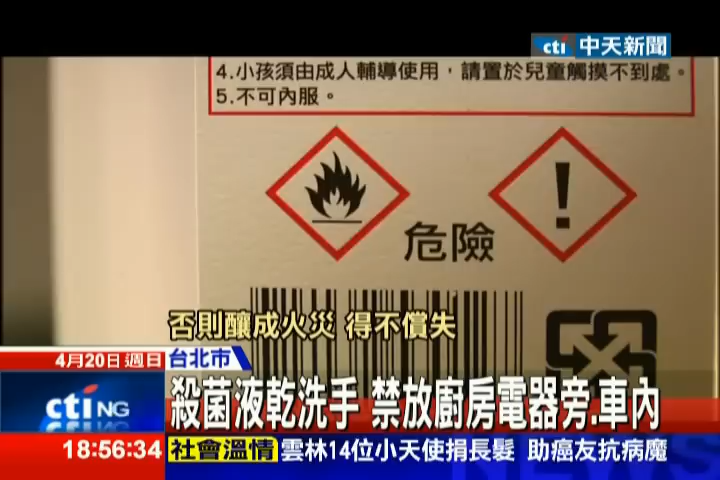 cti 中天新聞
4.小孩須由成人輔導使用，請置於兒童觸摸不到處。
5.不可內服。
危險
否則釀成火災 得不償失
4月20日 週日 台北市
cti NG
殺菌液乾洗手 禁放廚房電器旁.車內
18:56:34 社會溫情 雲林14位小天使捐長髮 助癌友抗病魔
NEWS